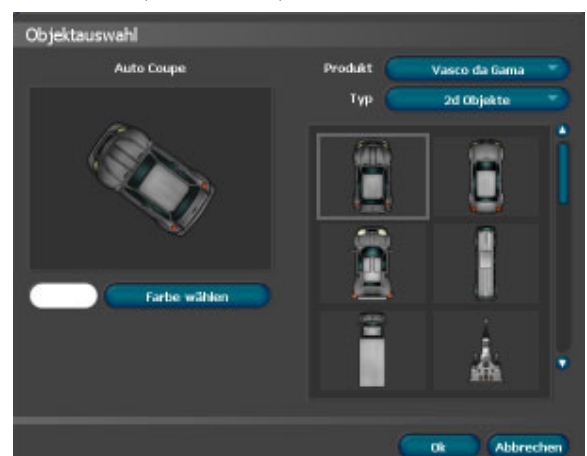 Objektauswahl
Auto Coupe
Produkt
Vasco da Gama
Typ
2d Objekte
Farbe wählen
Ok
Abbrechen